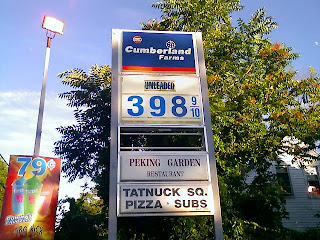 Cumberland
Farms
UNLEADED
398 9/10
PEKING GARDEN
RESTAURANT
TATNUCK SQ.
PIZZA • SUBS
79